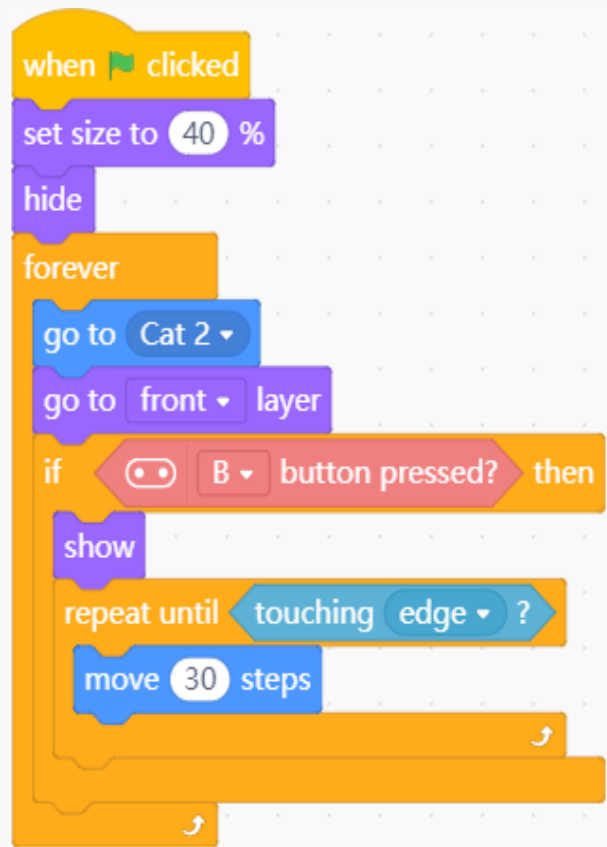 when clicked
set size to 40 %
hide
forever
go to Cat 2
go to front layer
if B button pressed? then
show
repeat until touching edge ?
move 30 steps